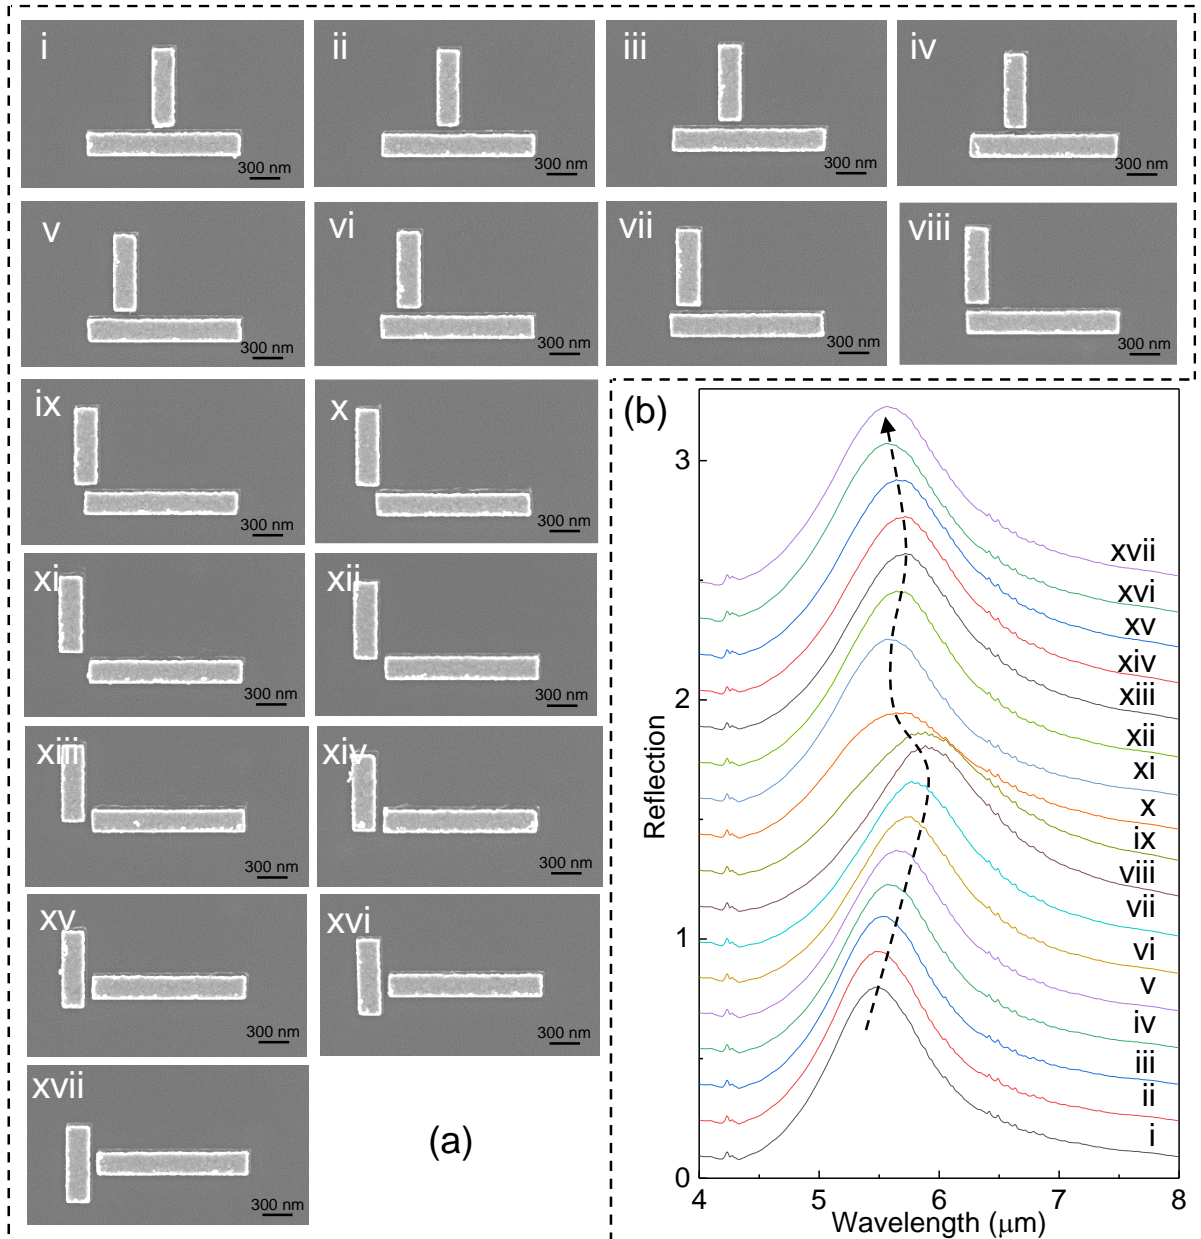 i
300 nm
ii
300 nm
iii
300 nm
iv
300 nm
v
300 nm
vi
300 nm
vii
300 nm
viii
300 nm
ix
300 nm
x
300 nm
xi
300 nm
xii
300 nm
xiii
300 nm
xiv
300 nm
xv
300 nm
xvi
300 nm
xvii
300 nm
(a)
(b)
3
2
1
0
Reflection
xvii
xvi
xv
xiv
xiii
xii
xi
x
ix
viii
vii
vi
v
iv
iii
ii
i
4 5 6 7 8
Wavelength (μm)